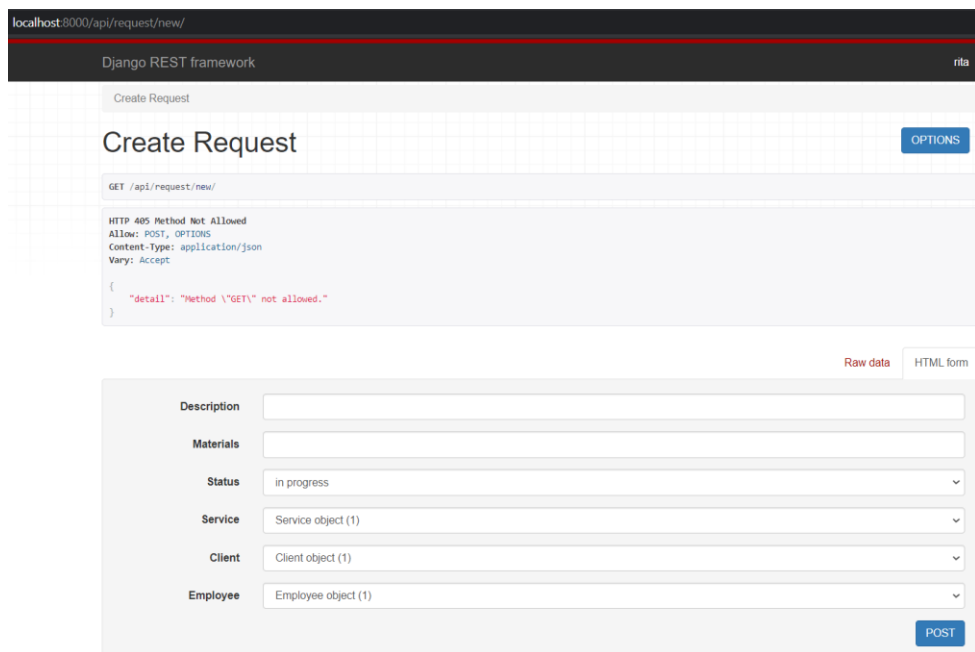 localhost:8000/api/request/new/
Django REST framework rita
Create Request
Create Request OPTIONS
GET /api/request/new/
HTTP 405 Method Not Allowed
Allow: POST, OPTIONS
Content-Type: application/json
Vary: Accept
{
"detail": "Method \"GET\" not allowed."
}
Raw data HTML form
Description
Materials
Status in progress
Service Service object (1)
Client Client object (1)
Employee Employee object (1)
POST